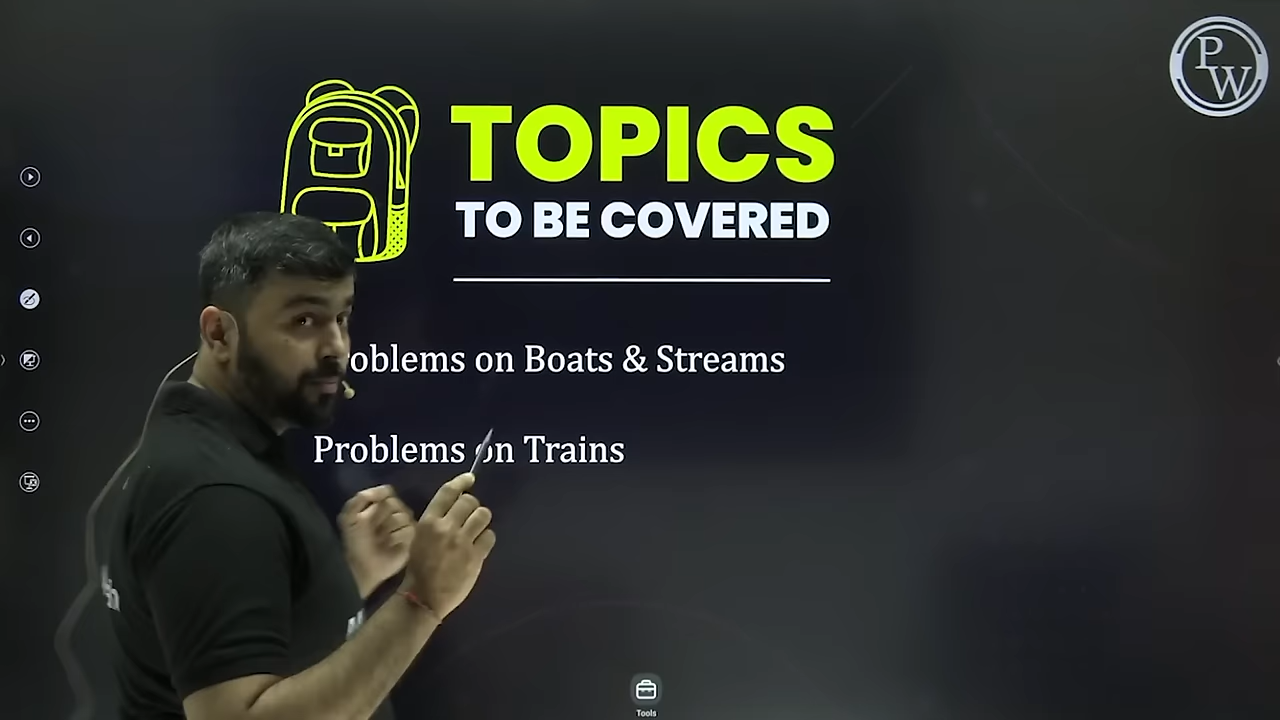 PW
TOPICS
TO BE COVERED
oblems on Boats & Streams
Problems on Trains
Tools